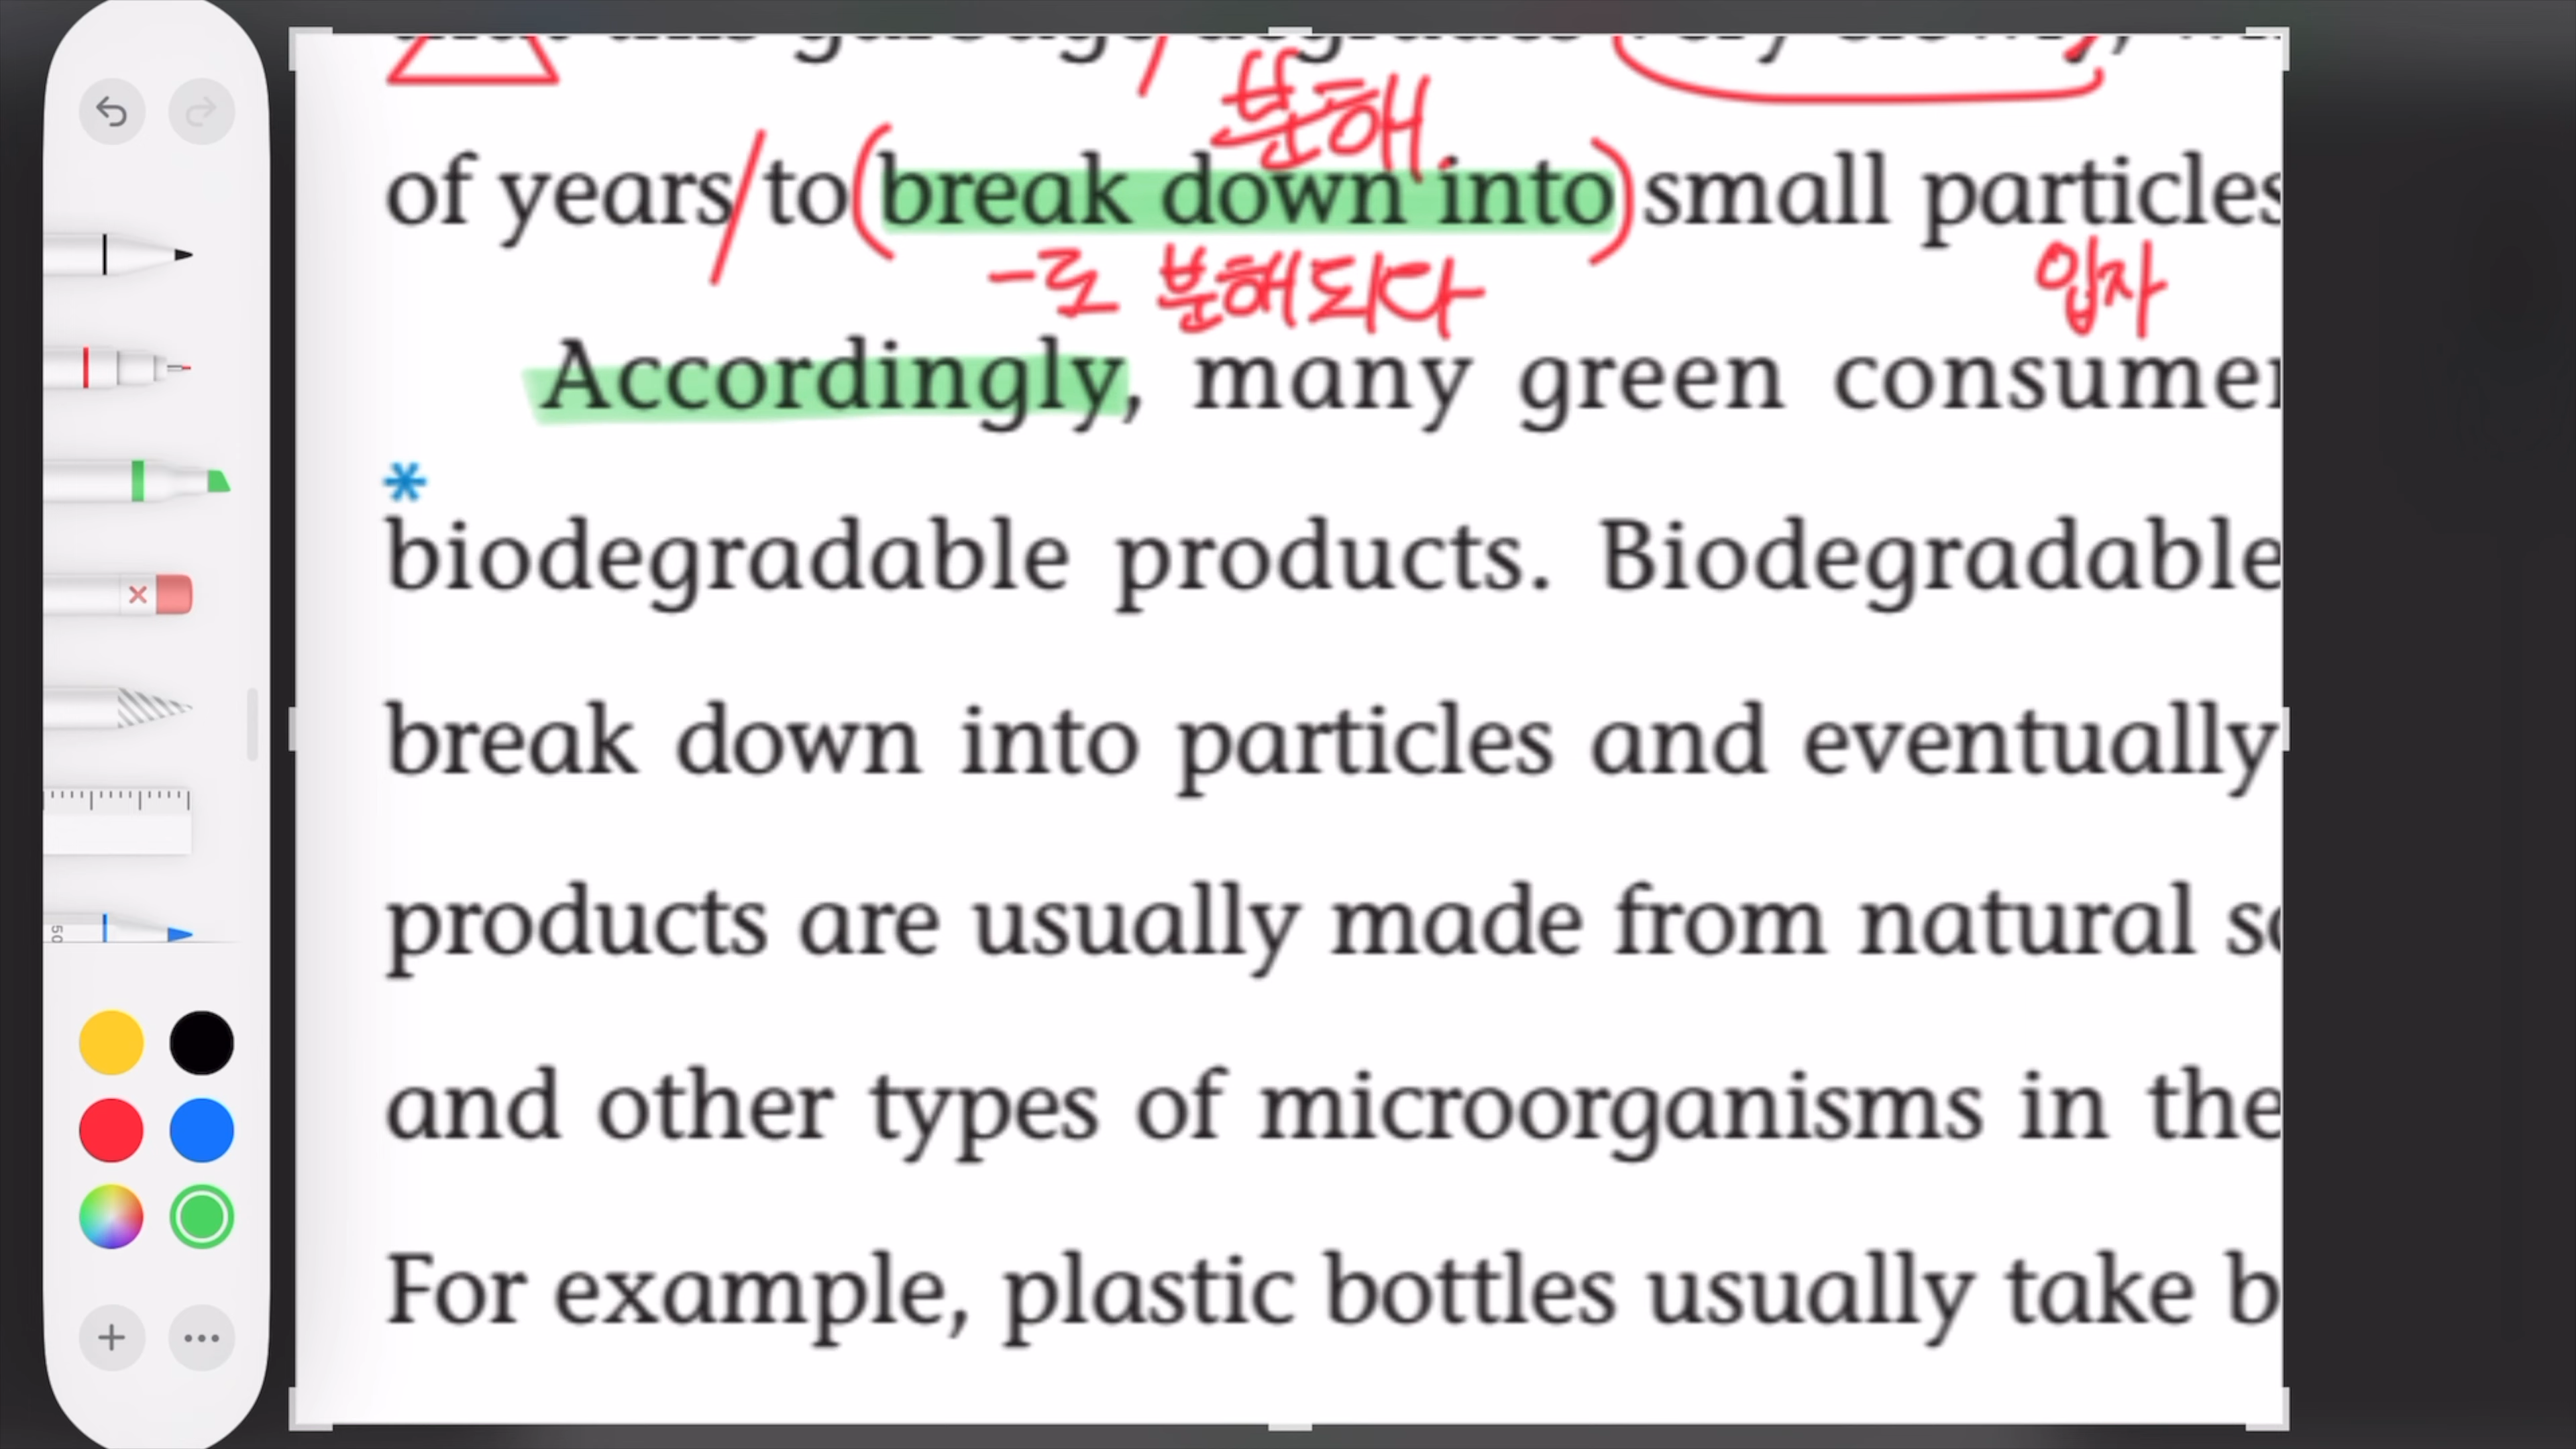 분해.
of years/to(break down into)small particles
-로 분해되다
입자
Accordingly, many green consumer
*
biodegradable products. Biodegradable
break down into particles and eventually
products are usually made from natural so
and other types of microorganisms in the
For example, plastic bottles usually take b
50